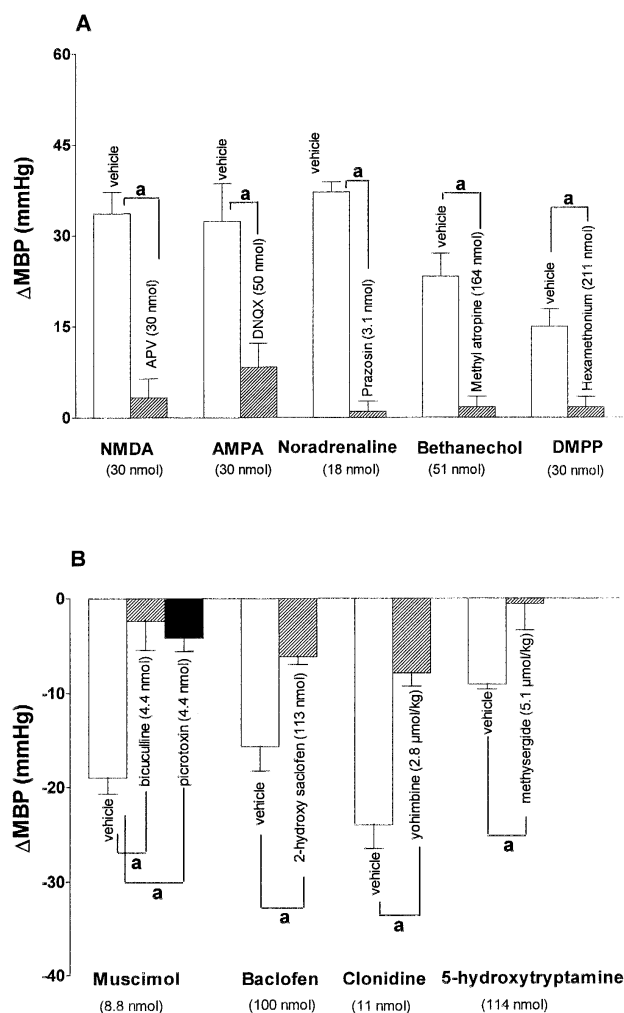 A
ΔMBP (mmHg)
60
45
30
15
0
vehicle
a
APV (30 nmol)
vehicle
a
DNQX (50 nmol)
vehicle
a
Prazosin (3.1 nmol)
vehicle
a
Methyl atropine (164 nmol)
vehicle
a
Hexamethonium (211 nmol)
NMDA AMPA Noradrenaline Bethanechol DMPP
(30 nmol) (30 nmol) (18 nmol) (51 nmol) (30 nmol)
B
ΔMBP (mmHg)
0
-10
-20
-30
-40
vehicle
bicuculline (4.4 nmol)
picrotoxin (4.4 nmol)
a
a
vehicle
2-hydroxy saclofen (113 nmol)
a
vehicle
yohimbine (2.8 μmol/kg)
a
vehicle
methysergide (5.1 μmol/kg)
a
Muscimol Baclofen Clonidine 5-hydroxytryptamine
(8.8 nmol) (100 nmol) (11 nmol) (114 nmol)